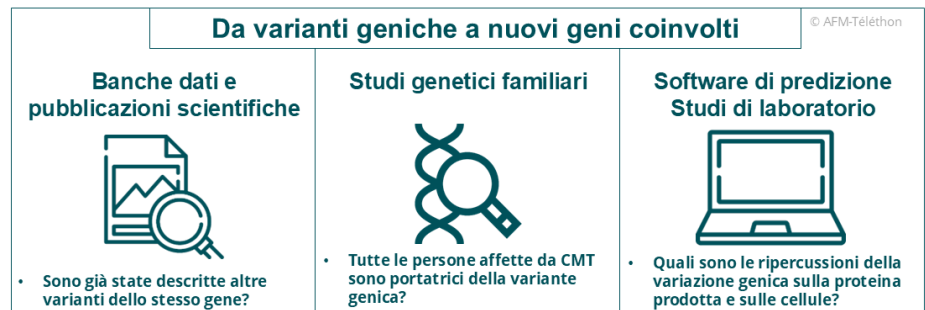 Da varianti geniche a nuovi geni coinvolti
© AFM-Téléthon
Banche dati e
pubblicazioni scientifiche
• Sono già state descritte altre
varianti dello stesso gene?
Studi genetici familiari
• Tutte le persone affette da CMT
sono portatrici della variante
genica?
Software di predizione
Studi di laboratorio
• Quali sono le ripercussioni della
variazione genica sulla proteina
prodotta e sulle cellule?